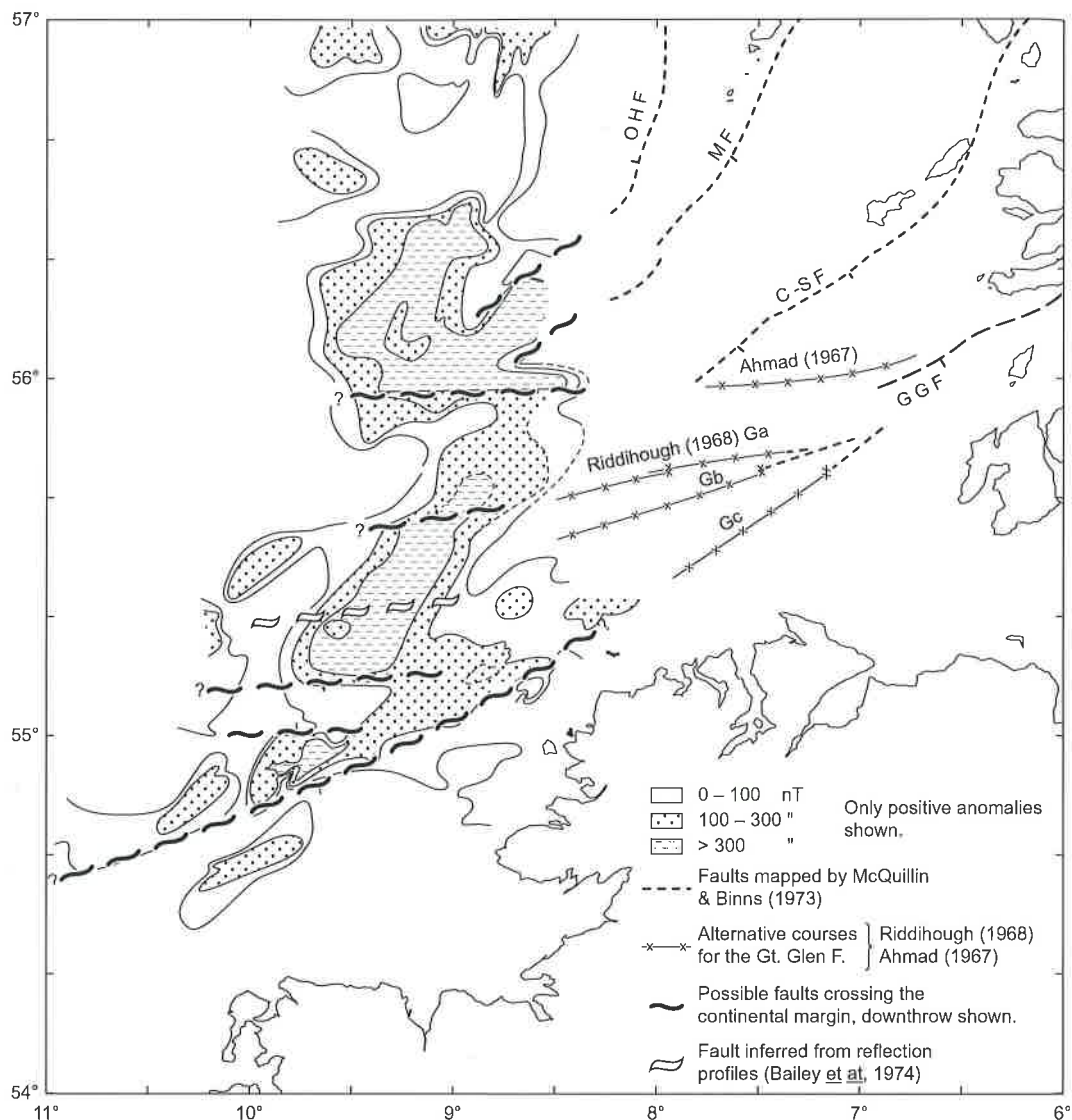 57°
OHF
MF
C-SF
Ahmad (1967)
GGF
56°
?
Riddihough (1968) Ga
Gb
Gc
?
?
55°
?
0 – 100 nT
100 – 300 "
> 300 "
Only positive anomalies
shown.
Faults mapped by McQuillin
& Binns (1973)
Alternative courses
for the Gt. Glen F.
Riddihough (1968)
Ahmad (1967)
Possible faults crossing the
continental margin, downthrow shown.
Fault inferred from reflection
profiles (Bailey et at, 1974)
54°
11° 10° 9° 8° 7° 6°